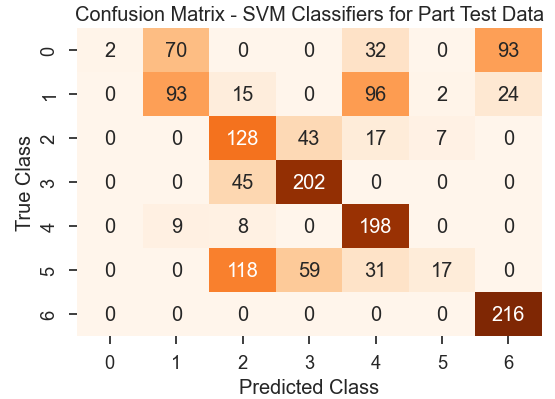 Confusion Matrix - SVM Classifiers for Part Test Data
True Class
0 2 70 0 0 32 0 93
1 0 93 15 0 96 2 24
2 0 0 128 43 17 7 0
3 0 0 45 202 0 0 0
4 0 9 8 0 198 0 0
5 0 0 118 59 31 17 0
6 0 0 0 0 0 0 216
0 1 2 3 4 5 6
Predicted Class